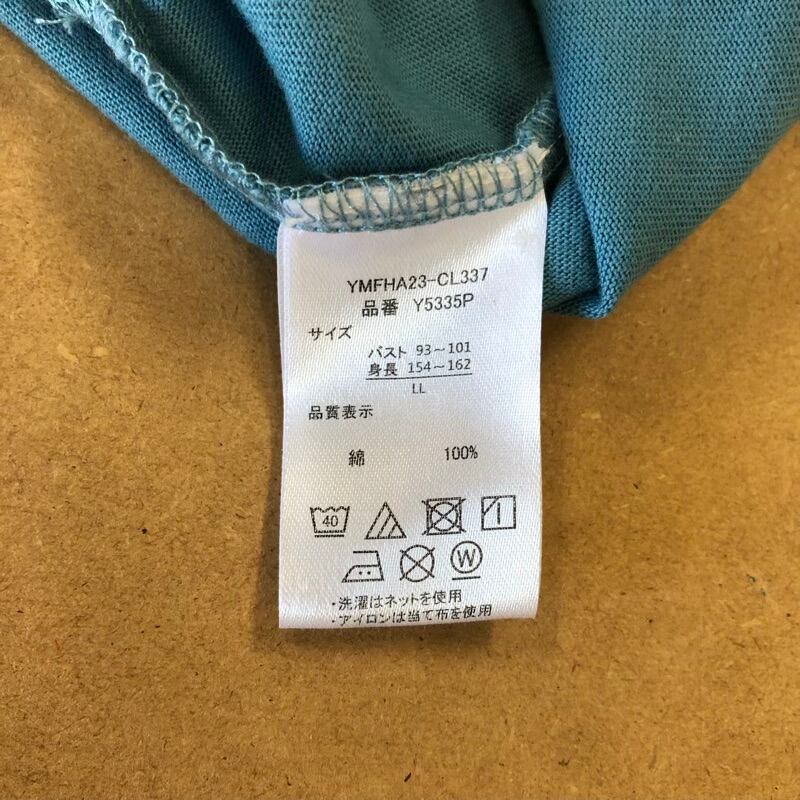 YMFHA23-CL337
品番 Y5335P
サイズ
バスト 93～101
身長 154～162
LL
品質表示
綿 100%
40
W
・洗濯はネットを使用
・アイロンは当て布を使用